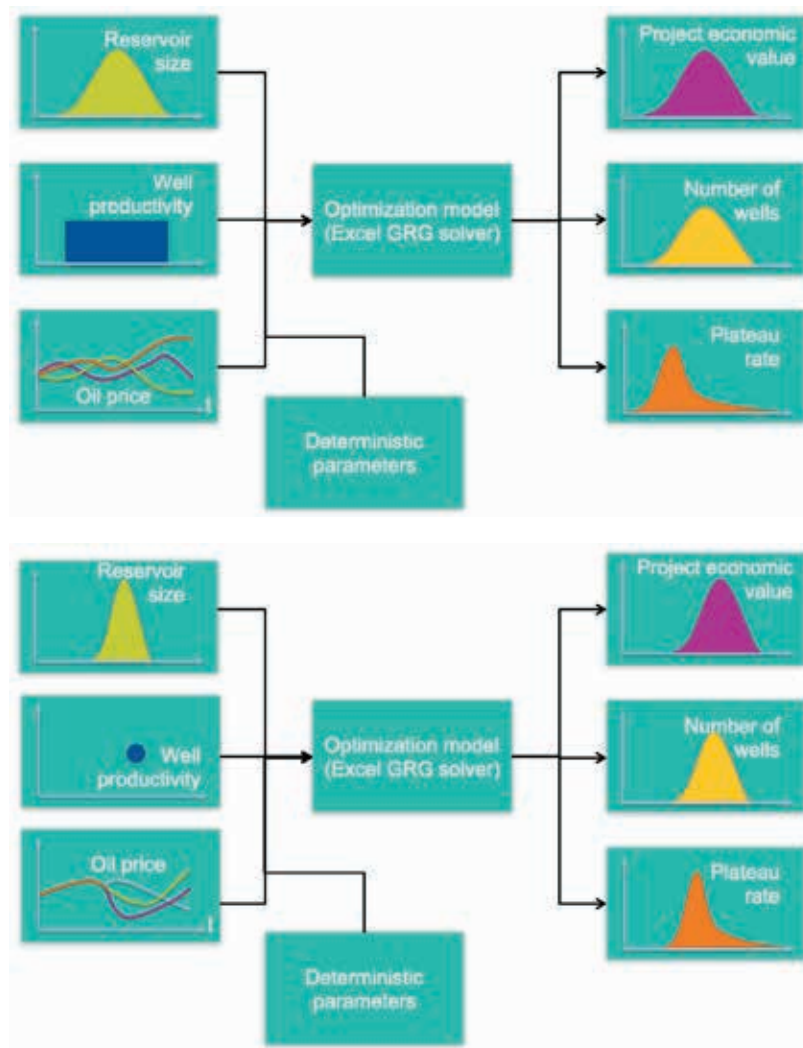 Reservoir
size
Well
productivity
Oil price
t
Optimization model
(Excel GRG solver)
Deterministic
parameters
Project economic
value
Number of
wells
Plateau
rate
Reservoir
size
Well
productivity
Oil price
t
Optimization model
(Excel GRG solver)
Deterministic
parameters
Project economic
value
Number of
wells
Plateau
rate